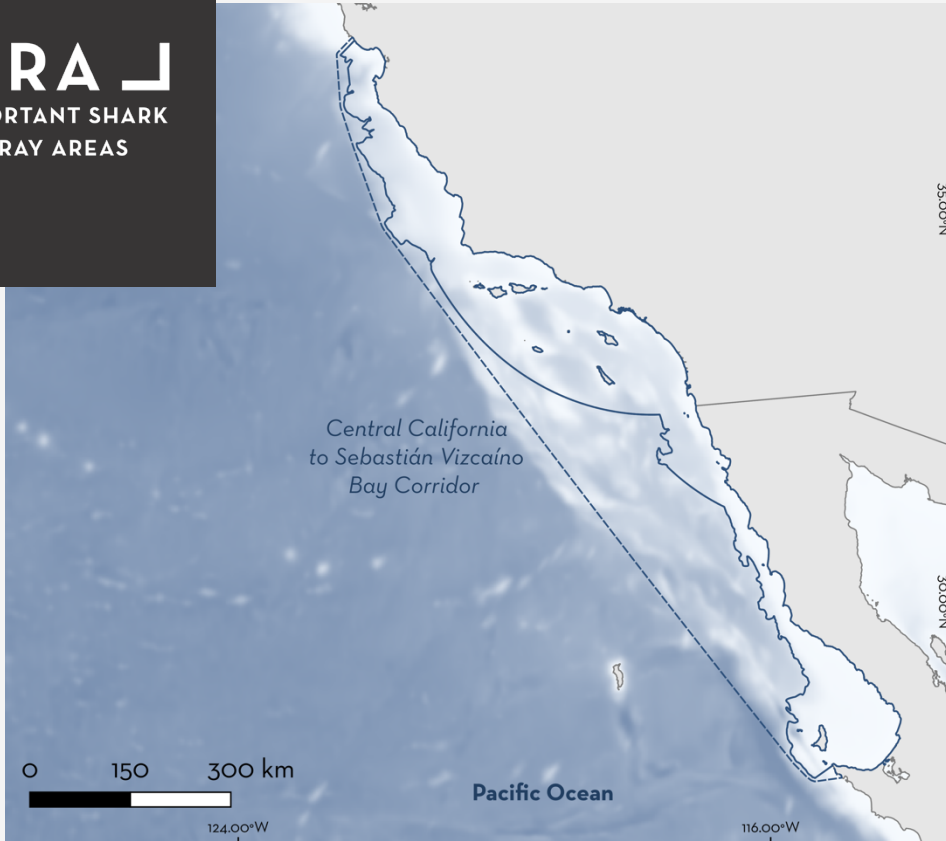 RA
ORTANT SHARK
RAY AREAS
35.00°N
Central California
to Sebastián Vizcaíno
Bay Corridor
30.00°N
0 150 300 km
Pacific Ocean
124.00°W 116.00°W